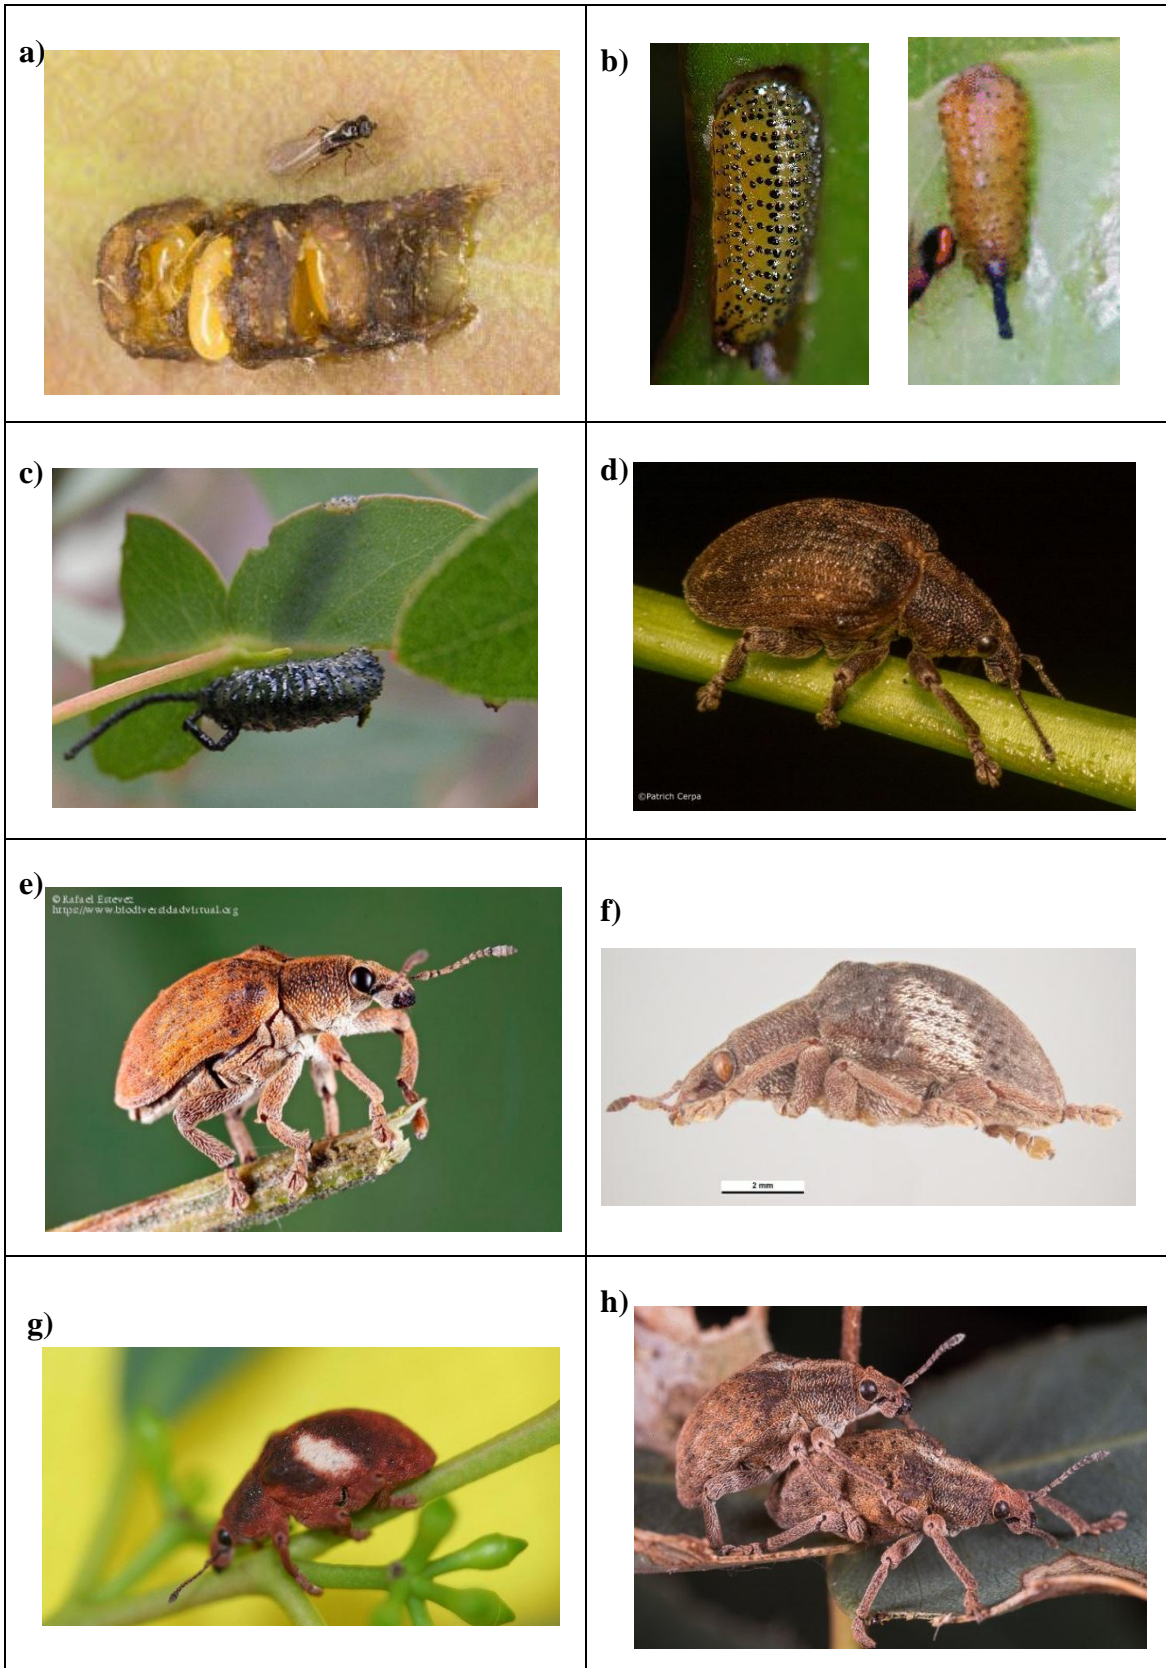 a)
b)
c)
d)
©Patrich Cerpa
e)
© Rafael Estevez
https://www.biodiversidadvirtual.org
f)
2 mm
g)
h)